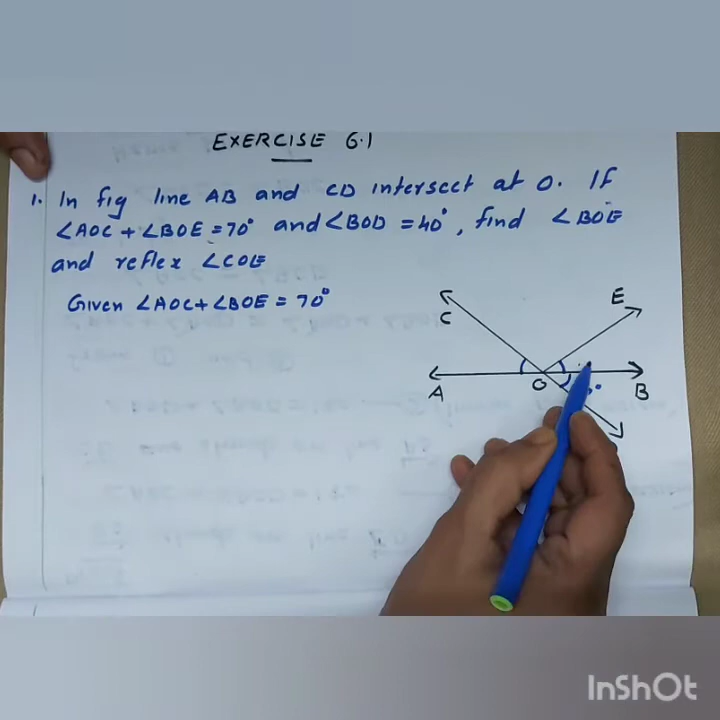 EXERCISE 6.1
1. In fig line AB and CD intersect at O. If
∠AOC + ∠BOE = 70° and ∠BOD = 40°, find ∠BOE
and reflex ∠COE
Given ∠AOC + ∠BOE = 70°
E
C
A
O
B
InShOt